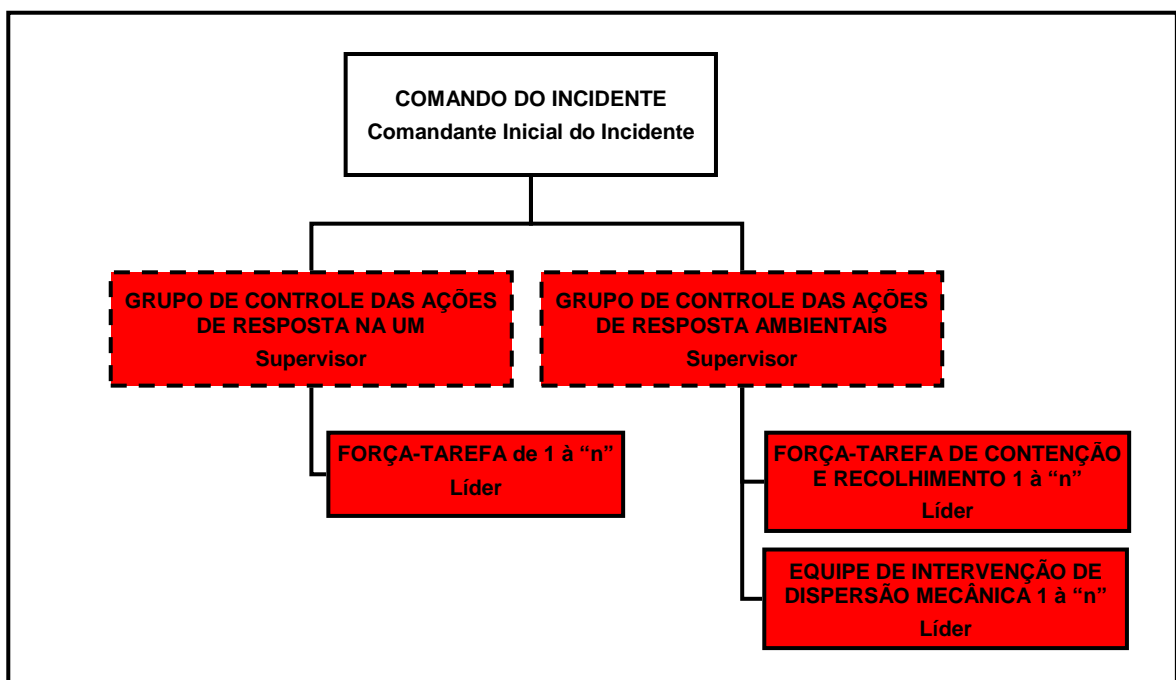 COMANDO DO INCIDENTE
Comandante Inicial do Incidente
GRUPO DE CONTROLE DAS AÇÕES
DE RESPOSTA NA UM
Supervisor
GRUPO DE CONTROLE DAS AÇÕES
DE RESPOSTA AMBIENTAIS
Supervisor
FORÇA-TAREFA de 1 à “n”
Líder
FORÇA-TAREFA DE CONTENÇÃO
E RECOLHIMENTO 1 à “n”
Líder
EQUIPE DE INTERVENÇÃO DE
DISPERSÃO MECÂNICA 1 à “n”
Líder